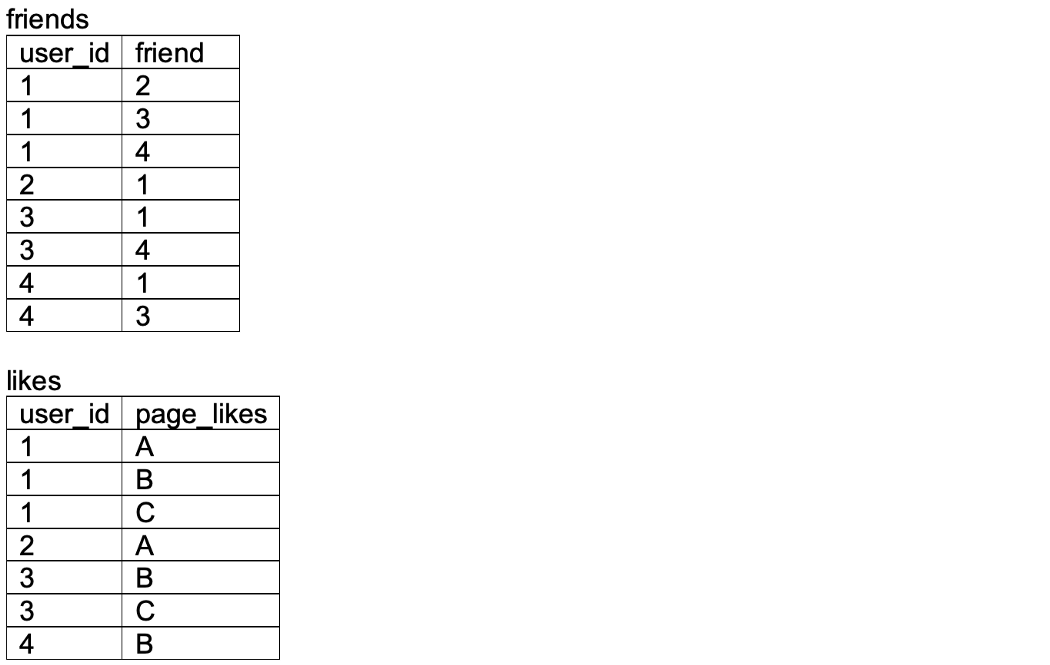 friends
user_id friend
1 2
1 3
1 4
2 1
3 1
3 4
4 1
4 3
likes
user_id page_likes
1 A
1 B
1 C
2 A
3 B
3 C
4 B